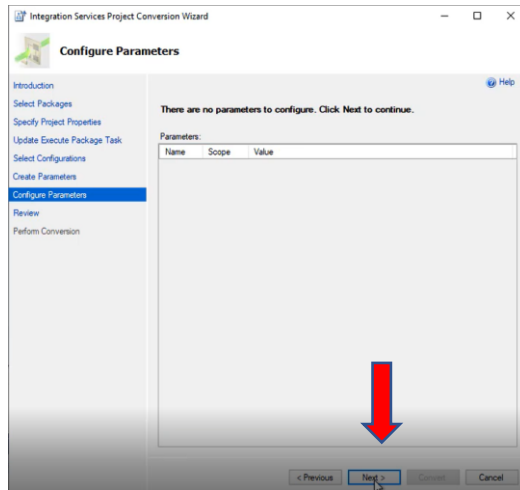 Integration Services Project Conversion Wizard
Configure Parameters
Help
Introduction
Select Packages
Specify Project Properties
Update Execute Package Task
Select Configurations
Create Parameters
Configure Parameters
Review
Perform Conversion
There are no parameters to configure. Click Next to continue.
Parameters:
Name Scope Value
< Previous Next > Convert Cancel